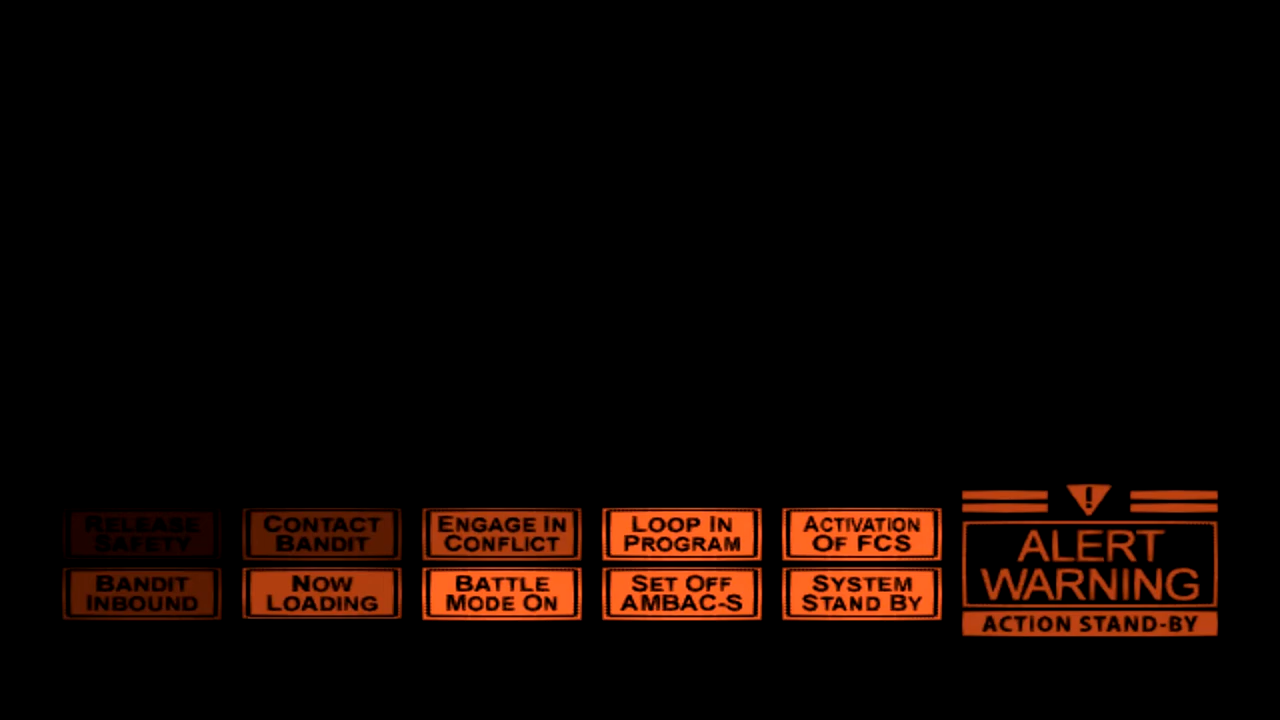 RELEASE
SAFETY
CONTACT
BANDIT
ENGAGE IN
CONFLICT
LOOP IN
PROGRAM
ACTIVATION
OF FCS
BANDIT
INBOUND
NOW
LOADING
BATTLE
MODE ON
SET OFF
AMBAC-S
SYSTEM
STAND BY
!
ALERT
WARNING
ACTION STAND-BY